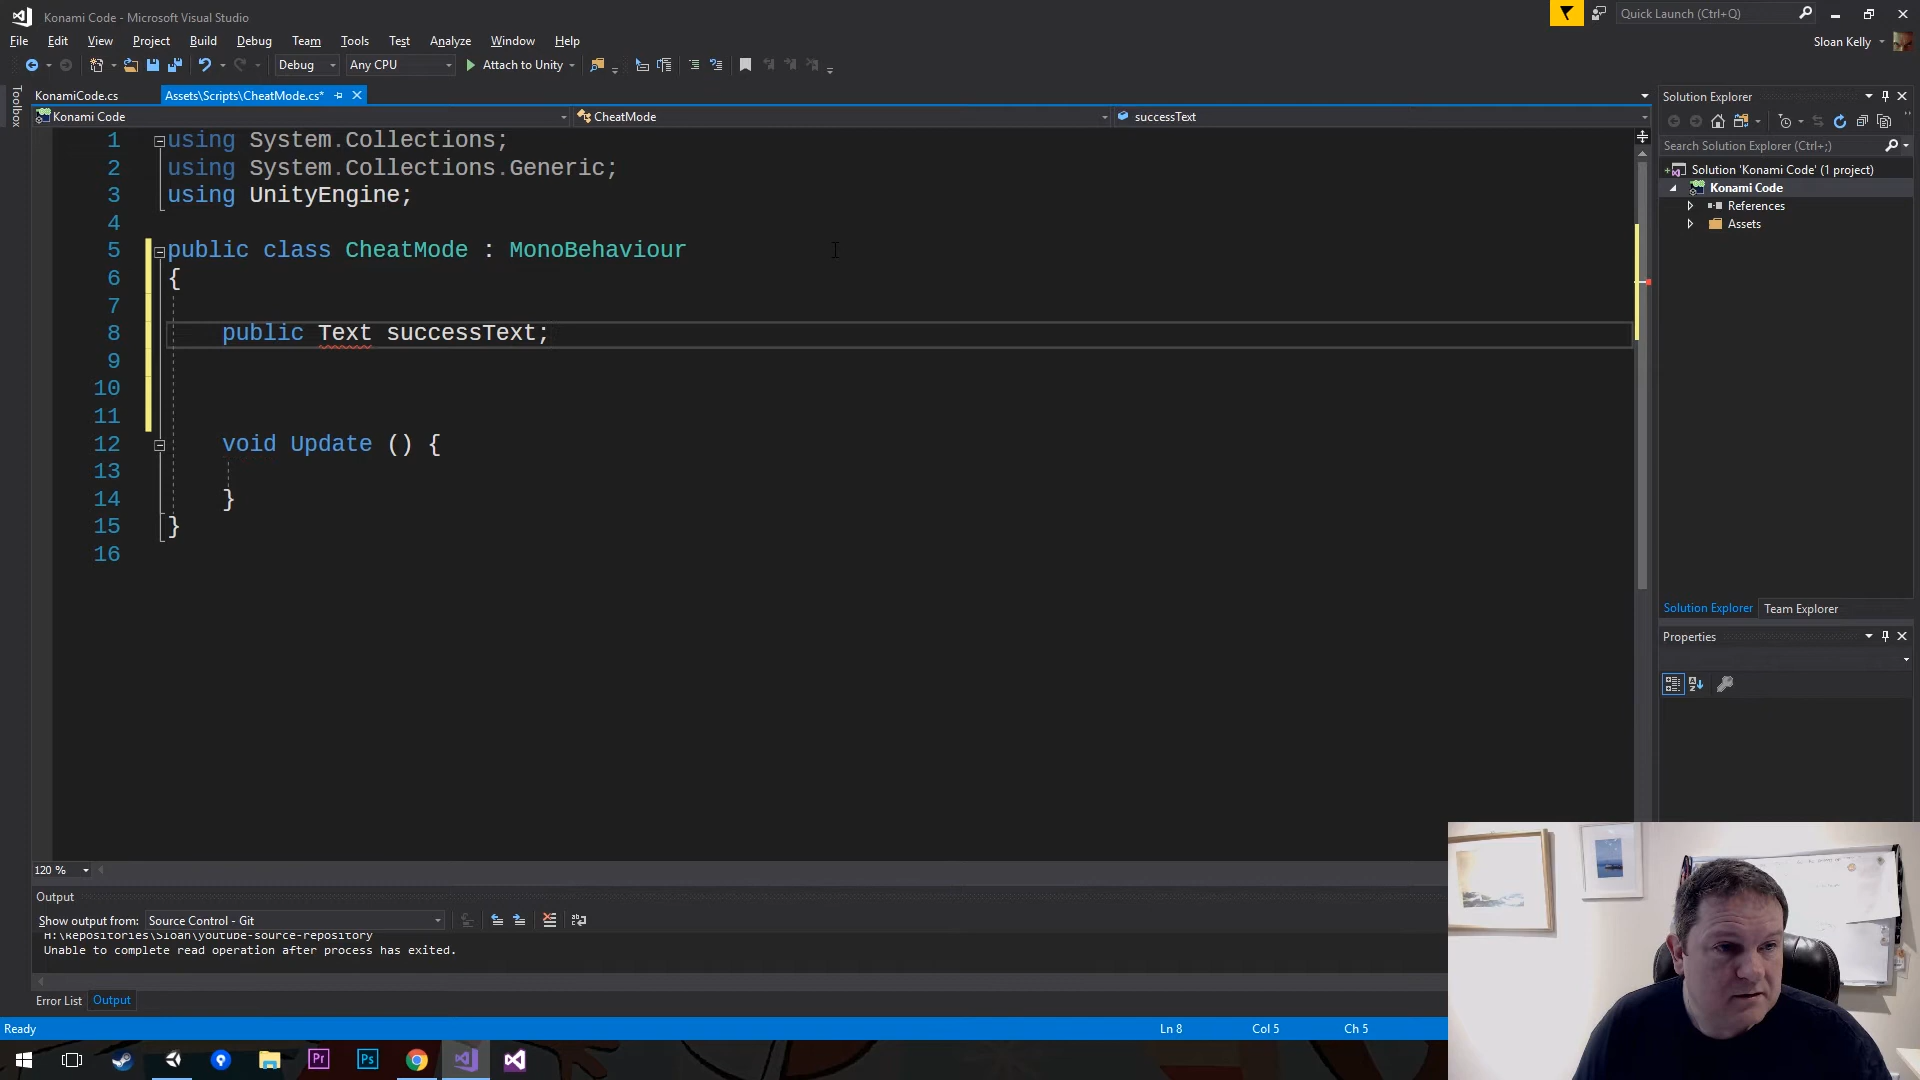 Konami Code - Microsoft Visual Studio
Quick Launch (Ctrl+Q)
File Edit View Project Build Debug Team Tools Test Analyze Window Help
Sloan Kelly
Debug Any CPU Attach to Unity
Toolbox
KonamiCode.cs Assets\Scripts\CheatMode.cs*
Konami Code CheatMode successText
1 using System.Collections;
2 using System.Collections.Generic;
3 using UnityEngine;
4
5 public class CheatMode : MonoBehaviour
6 {
7
8 public Text successText;
9
10
11
12 void Update () {
13
14 }
15 }
16
Solution Explorer
Search Solution Explorer (Ctrl+;)
Solution 'Konami Code' (1 project)
Konami Code
References
Assets
Solution Explorer Team Explorer
Properties
120 %
Output
Show output from: Source Control - Git
H:\Repositories\Sloan\youtube-source-repository
Unable to complete read operation after process has exited.
Error List Output
Ready Ln 8 Col 5 Ch 5
Pr Ps